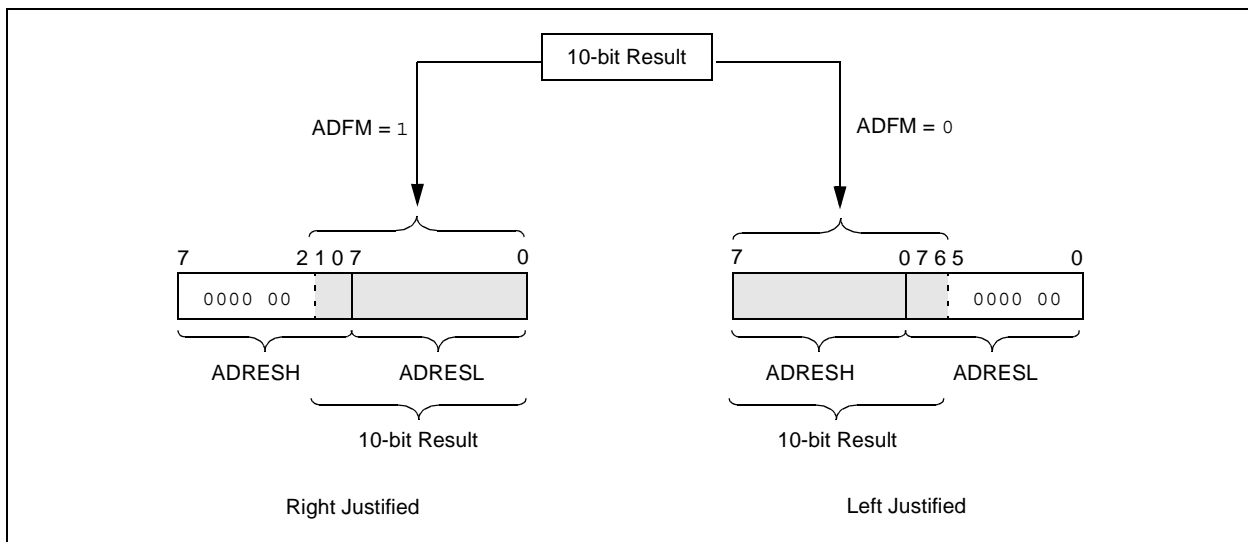 10-bit Result
ADFM = 1
ADFM = 0
7 2 1 0 7 0
7 0 7 6 5 0
0000 00
0000 00
ADRESH
ADRESL
ADRESH
ADRESL
10-bit Result
10-bit Result
Right Justified
Left Justified